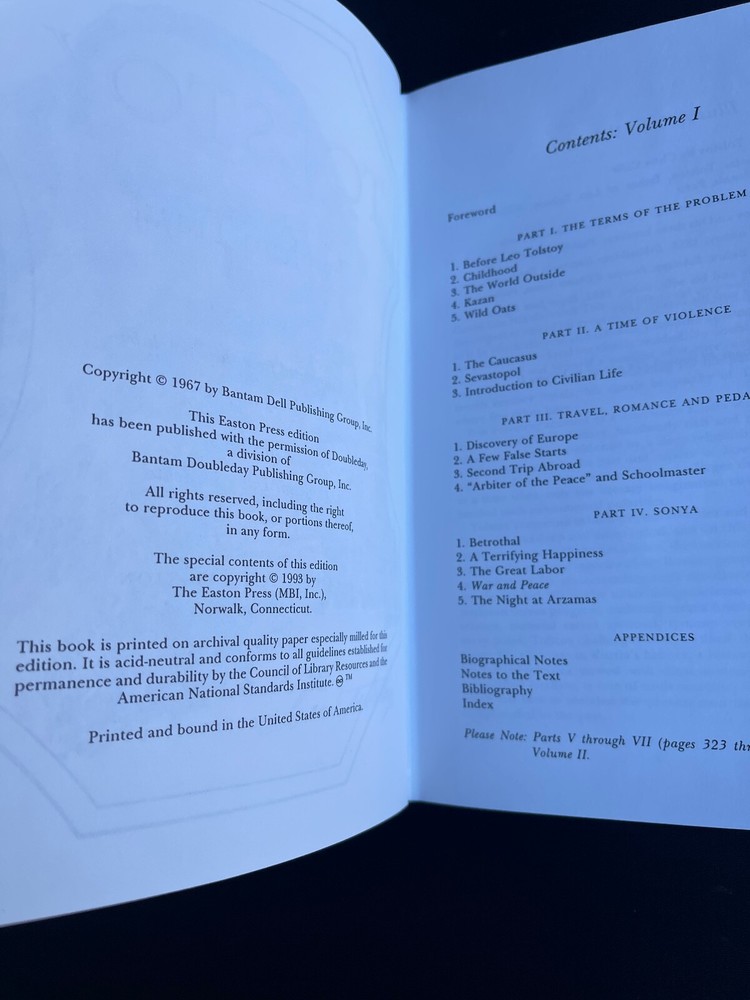 Copyright © 1967 by Bantam Dell Publishing Group, Inc.
This Easton Press edition
has been published with the permission of Doubleday,
a division of
Bantam Doubleday Publishing Group, Inc.
All rights reserved, including the right
to reproduce this book, or portions thereof,
in any form.
The special contents of this edition
are copyright © 1993 by
The Easton Press (MBI, Inc.),
Norwalk, Connecticut.
This book is printed on archival quality paper especially milled for this
edition. It is acid-neutral and conforms to all guidelines established for
permanence and durability by the Council of Library Resources and the
American National Standards Institute. ♾™
Printed and bound in the United States of America.
Contents: Volume I
Foreword
PART I. THE TERMS OF THE PROBLEM
1. Before Leo Tolstoy
2. Childhood
3. The World Outside
4. Kazan
5. Wild Oats
PART II. A TIME OF VIOLENCE
1. The Caucasus
2. Sevastopol
3. Introduction to Civilian Life
PART III. TRAVEL, ROMANCE AND PEDA
1. Discovery of Europe
2. A Few False Starts
3. Second Trip Abroad
4. “Arbiter of the Peace” and Schoolmaster
PART IV. SONYA
1. Betrothal
2. A Terrifying Happiness
3. The Great Labor
4. War and Peace
5. The Night at Arzamas
APPENDICES
Biographical Notes
Notes to the Text
Bibliography
Index
Please Note: Parts V through VII (pages 323 thr
Volume II.